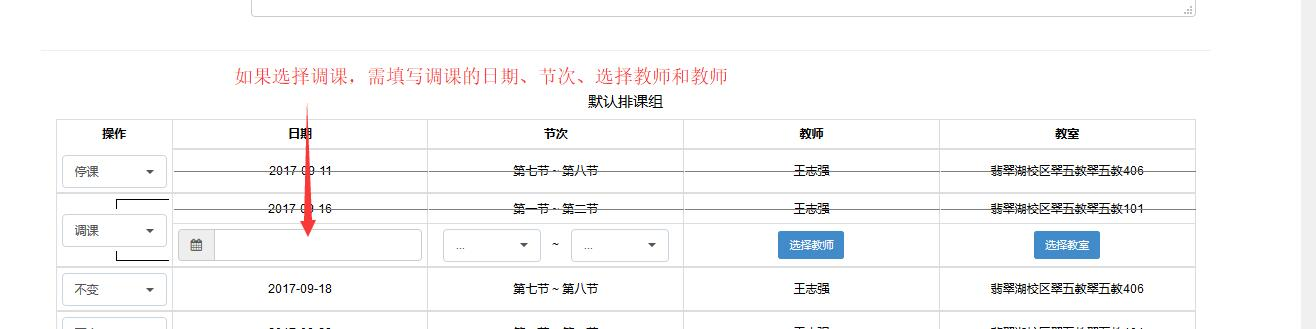 如果选择调课，需填写调课的日期、节次、选择教师和教师
默认排课组
操作 日期 节次 教师 教室
停课 2017-09-11 第七节 ~ 第八节 王志强 翡翠湖校区翠五教翠五教406
2017-09-16 第一节 ~ 第二节 王志强 翡翠湖校区翠五教翠五教101
调课 ... ~ ... 选择教师 选择教室
不变 2017-09-18 第七节 ~ 第八节 王志强 翡翠湖校区翠五教翠五教406